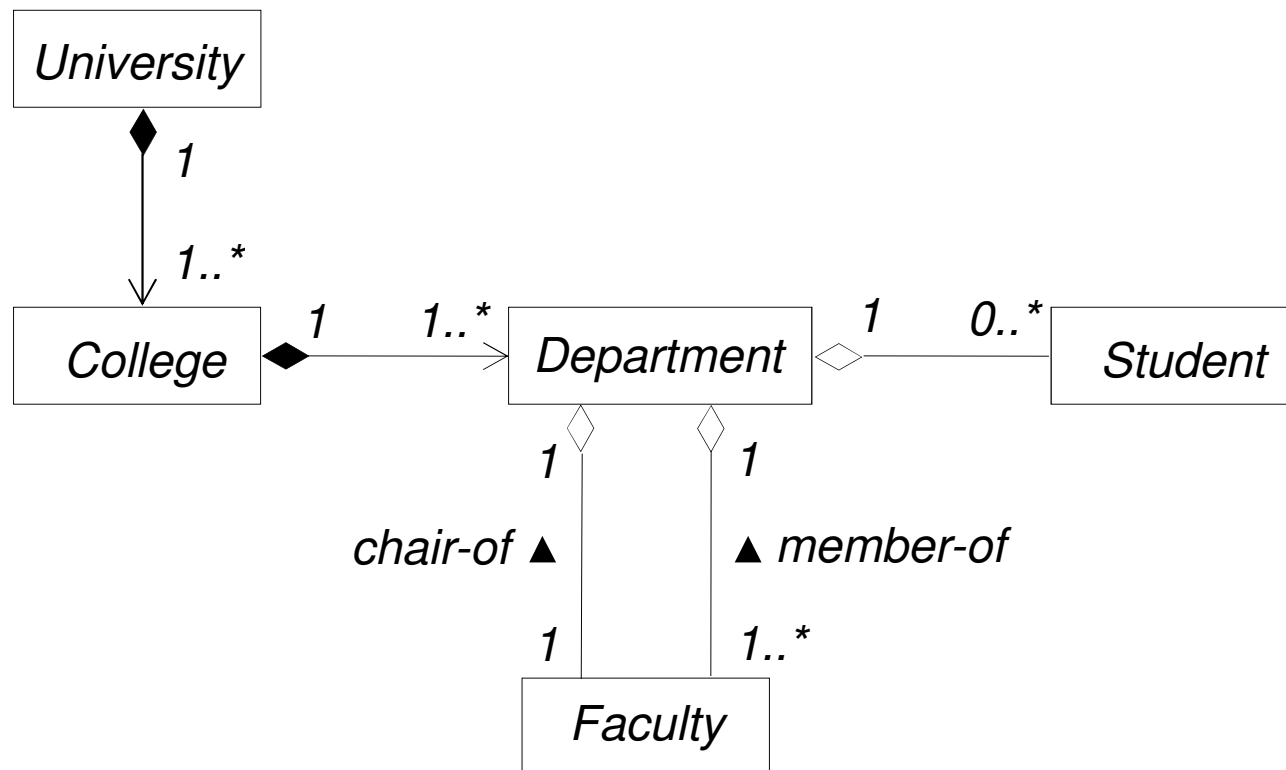 University
1
1..*
College
1
1..*
Department
1
0..*
Student
1
1
chair-of ▲
▲ member-of
1
1..*
Faculty